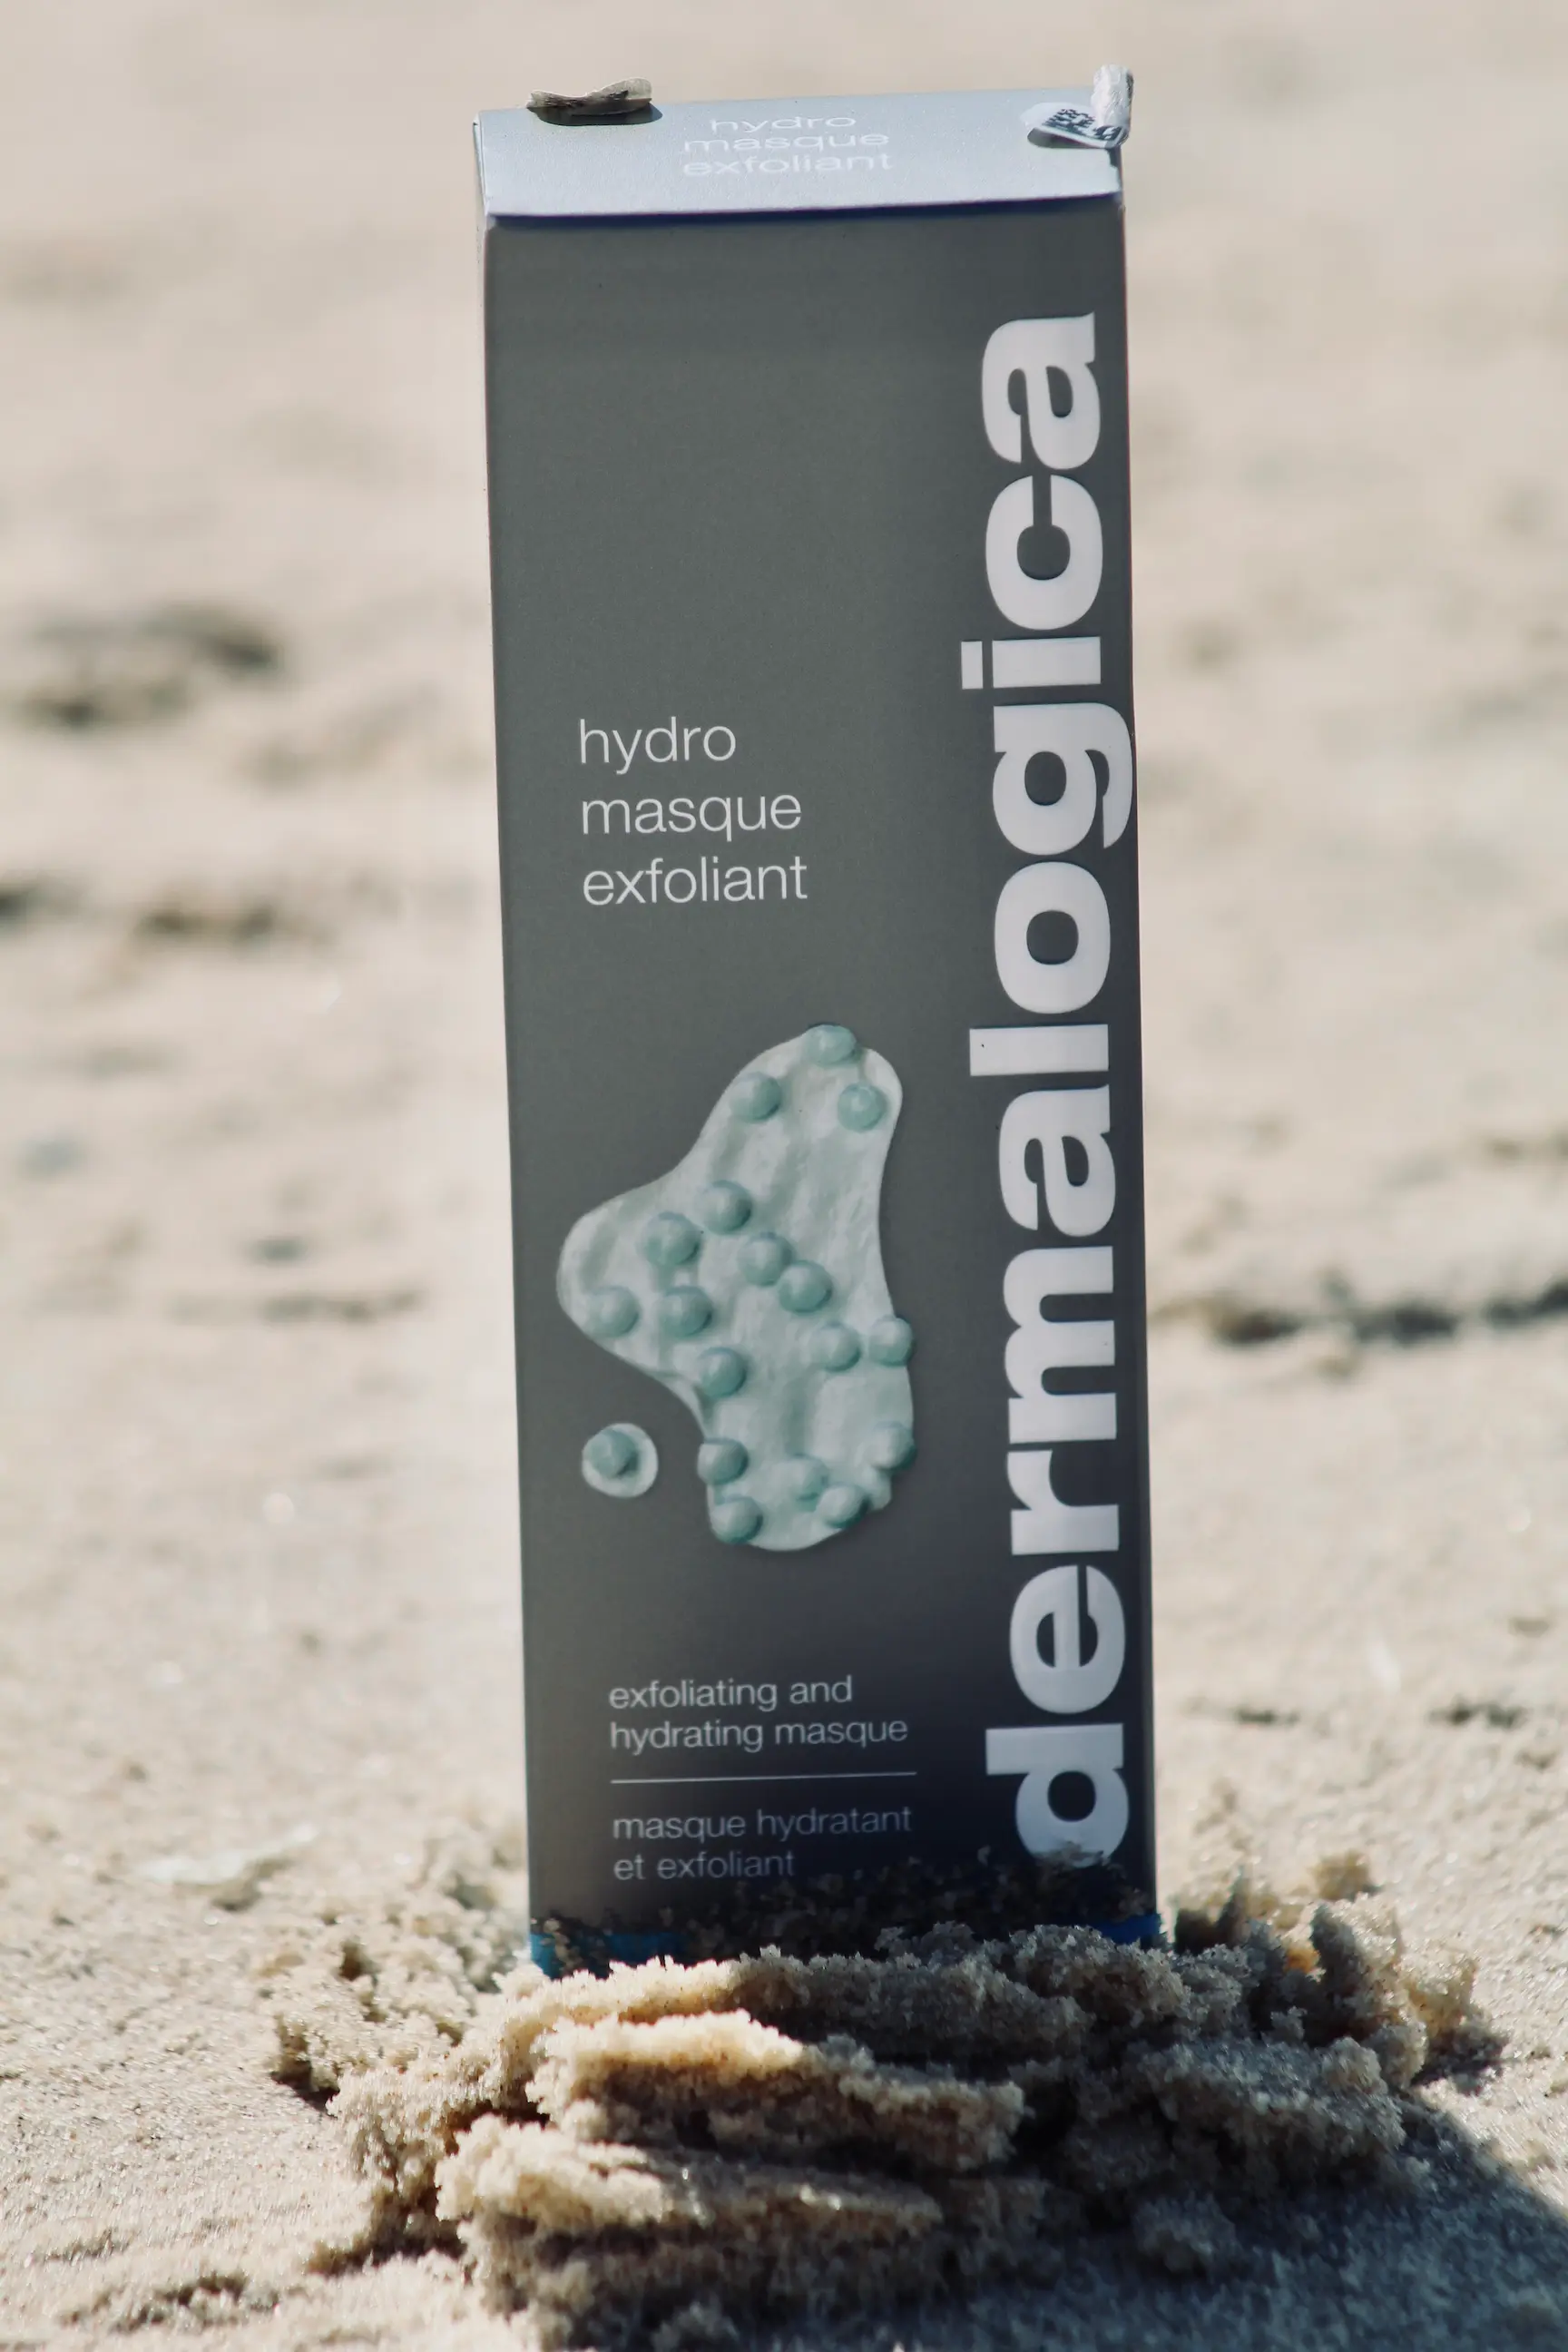 hydro
masque
exfoliant
hydro
masque
exfoliant
dermalogica
exfoliating and
hydrating masque
masque hydratant
et exfoliant